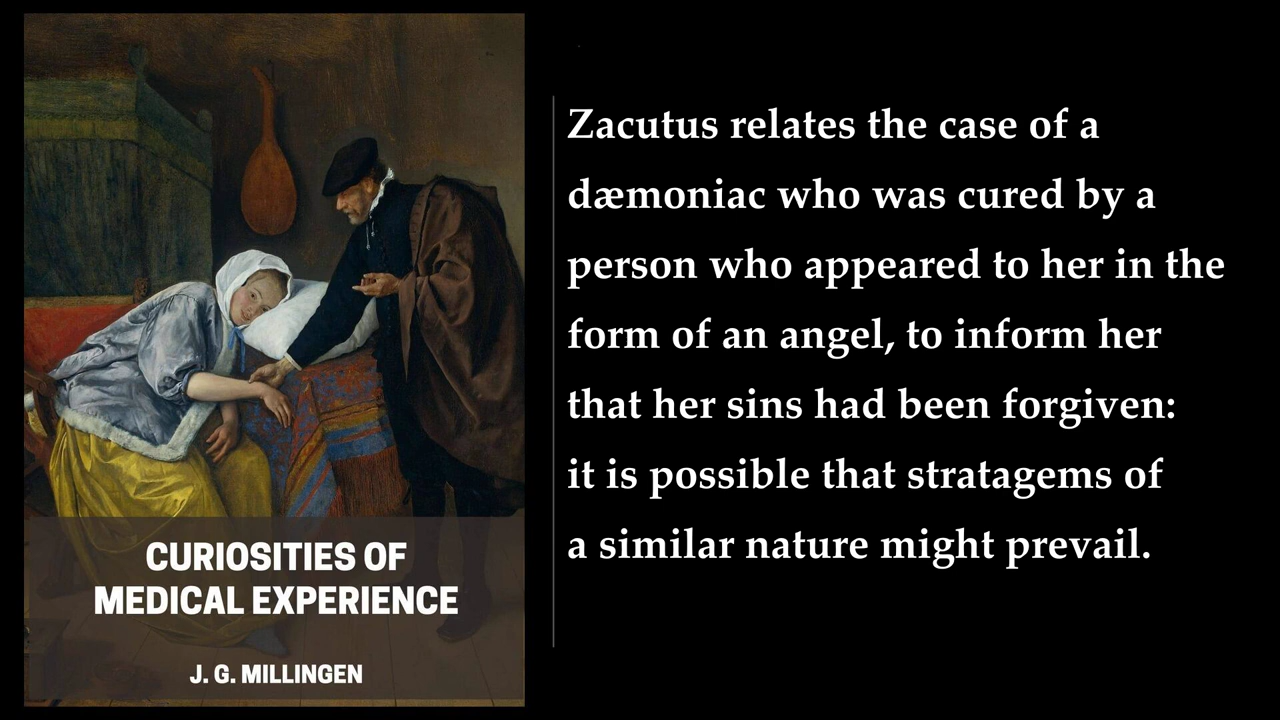 CURIOSITIES OF
MEDICAL EXPERIENCE
J. G. MILLINGEN
Zacutus relates the case of a
dæmoniac who was cured by a
person who appeared to her in the
form of an angel, to inform her
that her sins had been forgiven:
it is possible that stratagems of
a similar nature might prevail.